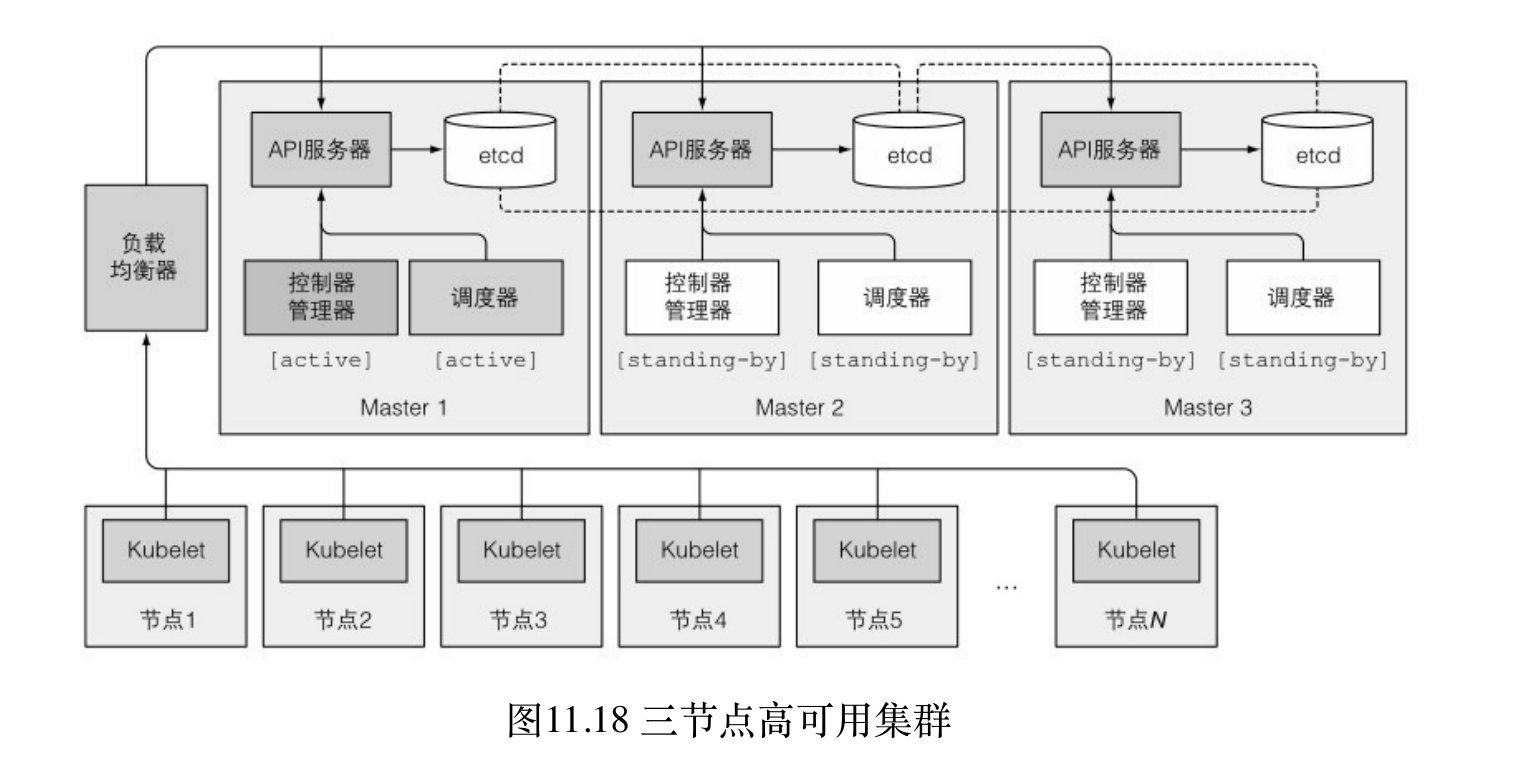 API服务器
etcd
API服务器
etcd
API服务器
etcd
负载
均衡器
控制器
管理器
调度器
控制器
管理器
调度器
控制器
管理器
调度器
[active]
[active]
[standing-by]
[standing-by]
[standing-by]
[standing-by]
Master 1
Master 2
Master 3
Kubelet
Kubelet
Kubelet
Kubelet
Kubelet
...
Kubelet
节点1
节点2
节点3
节点4
节点5
节点N
图11.18 三节点高可用集群